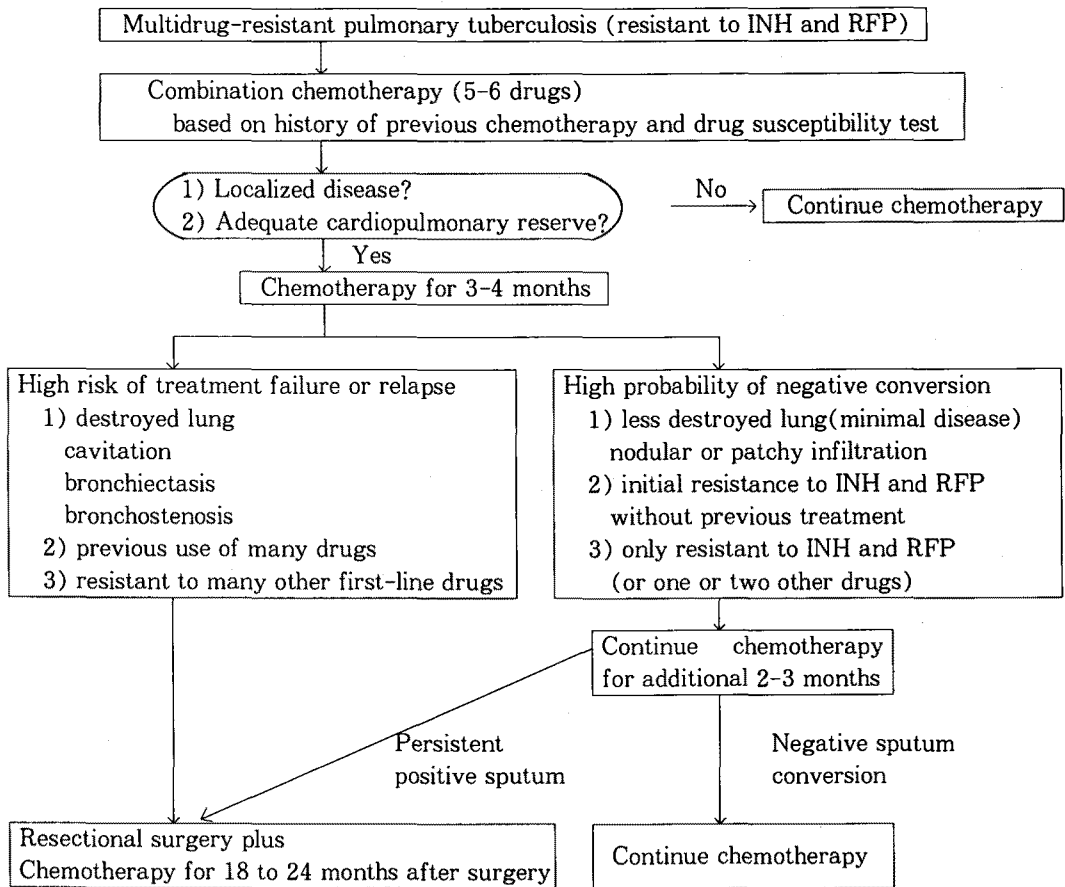 Multidrug-resistant pulmonary tuberculosis (resistant to INH and RFP)
Combination chemotherapy (5-6 drugs)
based on history of previous chemotherapy and drug susceptibility test
1) Localized disease?
2) Adequate cardiopulmonary reserve?
No
Continue chemotherapy
Yes
Chemotherapy for 3-4 months
High risk of treatment failure or relapse
1) destroyed lung
cavitation
bronchiectasis
bronchostenosis
2) previous use of many drugs
3) resistant to many other first-line drugs
High probability of negative conversion
1) less destroyed lung(minimal disease)
nodular or patchy infiltration
2) initial resistance to INH and RFP
without previous treatment
3) only resistant to INH and RFP
(or one or two other drugs)
Continue chemotherapy
for additional 2-3 months
Persistent
positive sputum
Negative sputum
conversion
Resectional surgery plus
Chemotherapy for 18 to 24 months after surgery
Continue chemotherapy